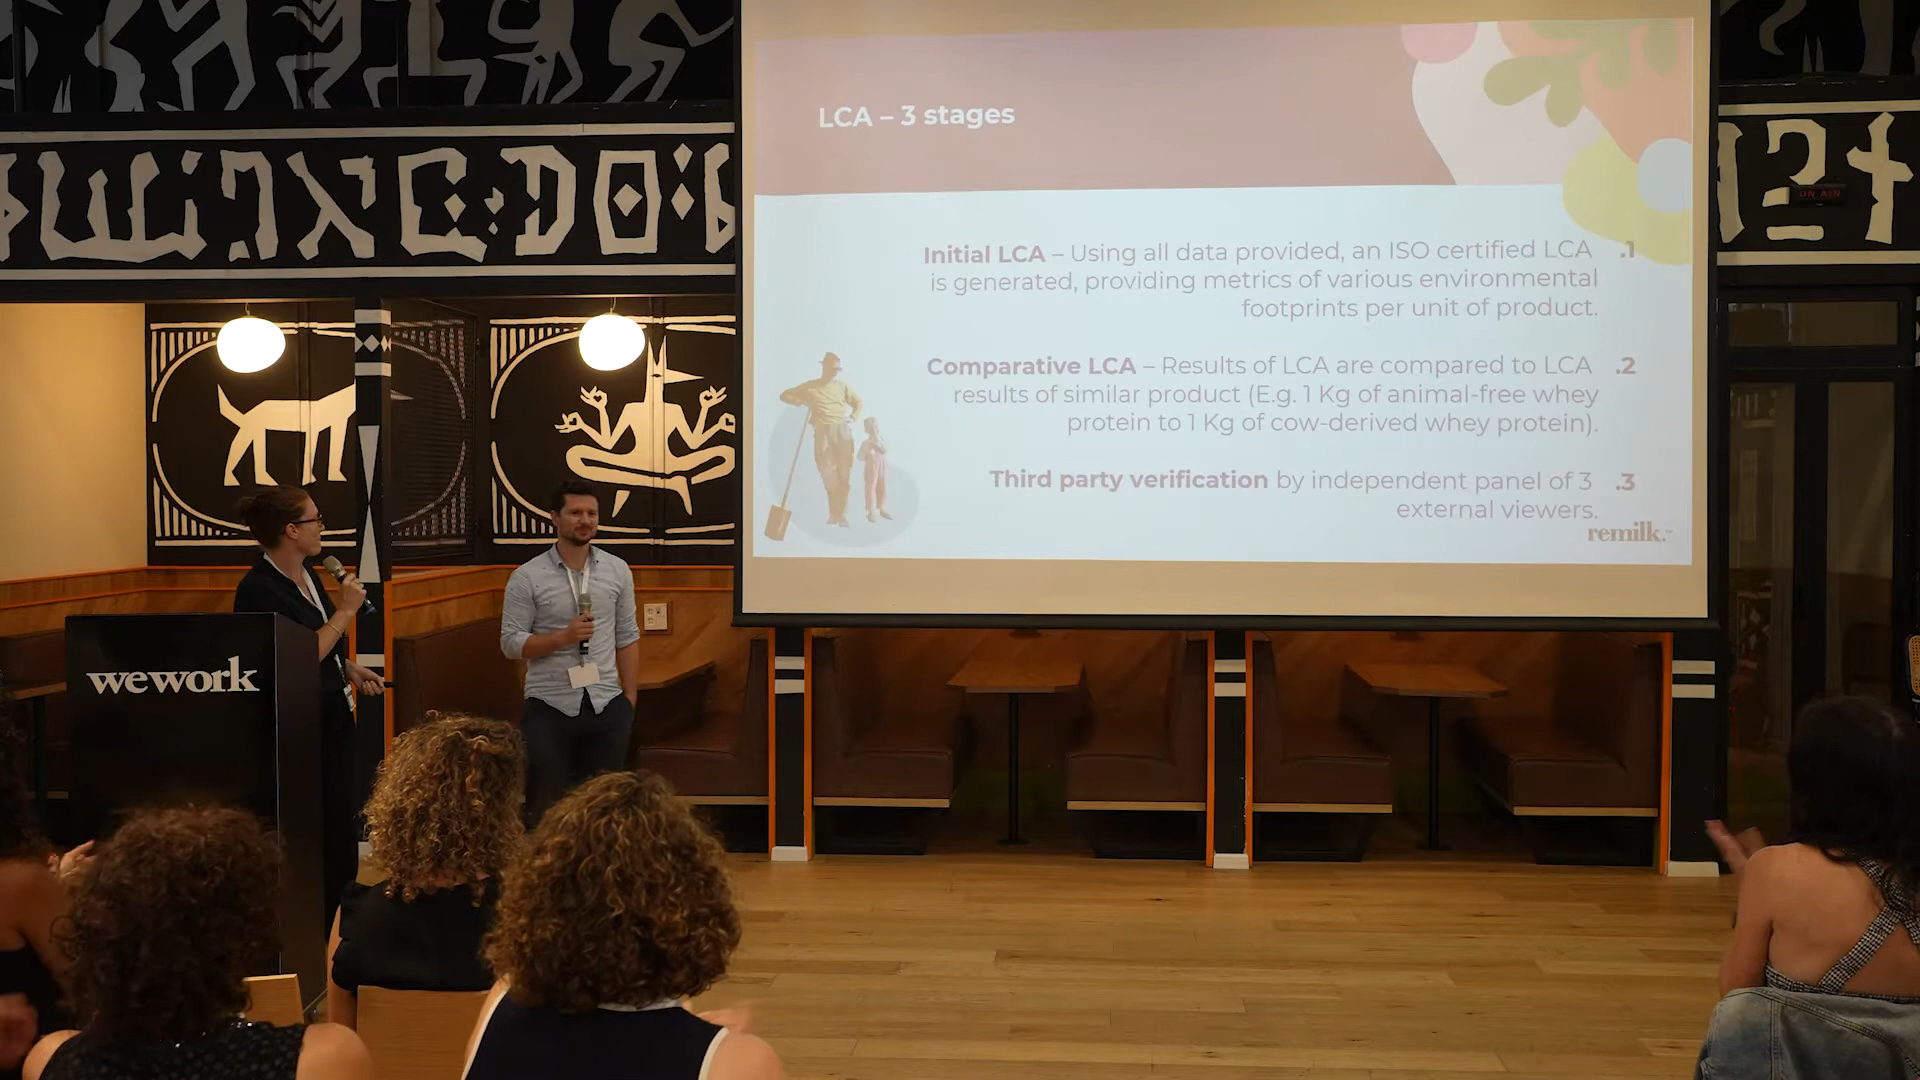 LCA – 3 stages
.1 Initial LCA – Using all data provided, an ISO certified LCA
is generated, providing metrics of various environmental
footprints per unit of product.
.2 Comparative LCA – Results of LCA are compared to LCA
results of similar product (E.g. 1 Kg of animal-free whey
protein to 1 Kg of cow-derived whey protein).
.3 Third party verification by independent panel of 3
external viewers.
remilk.
ON AIR
wework